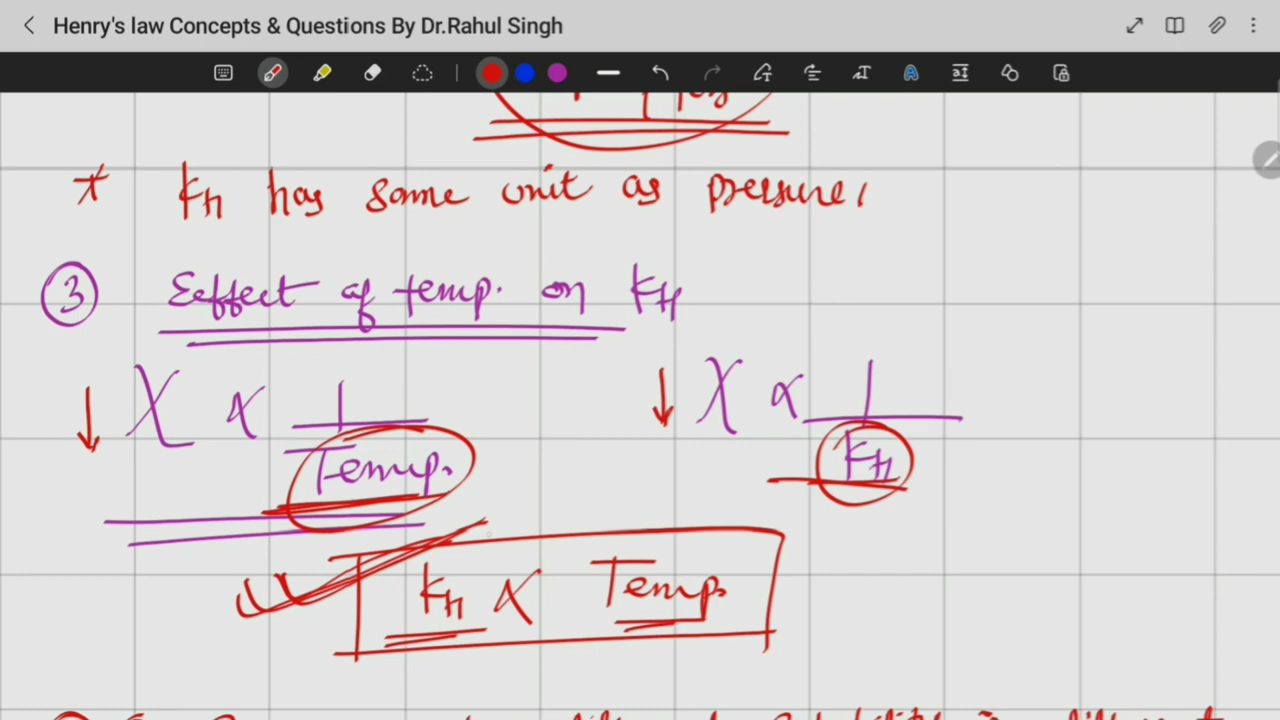 Henry's law Concepts & Questions By Dr.Rahul Singh
* KH has same unit as pressure,
③ Eeffect of temp. on KH
↓ X ∝ 1/Temp. ↓ X ∝ 1/KH
KH ∝ Temp.